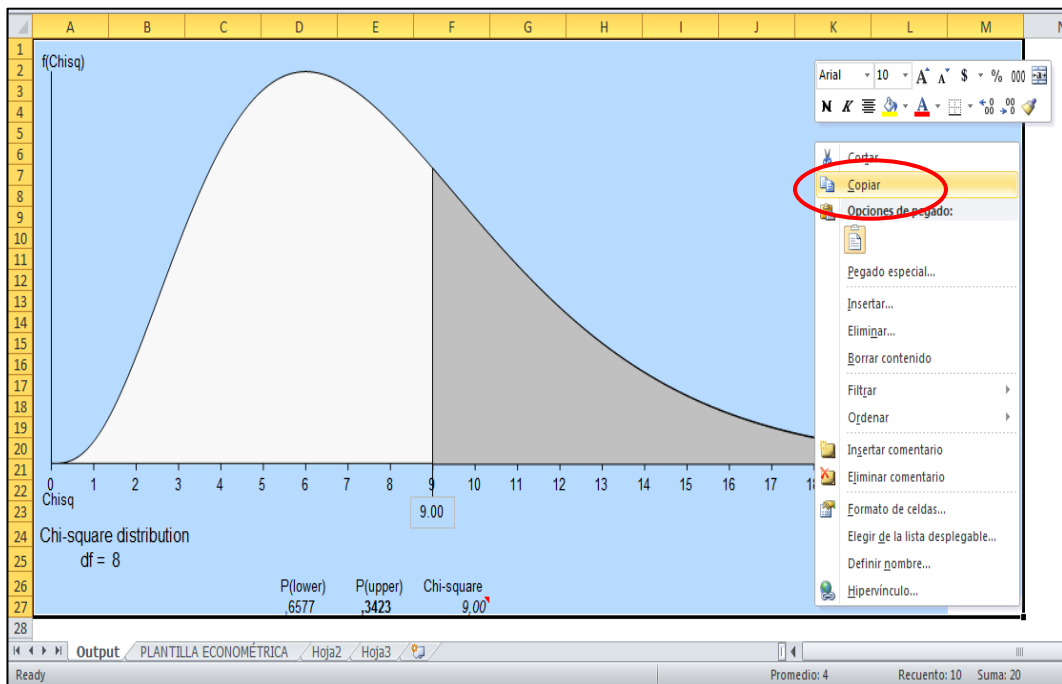 A B C D E F G H I J K L M N
1
2
3
4
5
6
7
8
9
10
11
12
13
14
15
16
17
18
19
20
21
22
23
24
25
26
27
28
f(Chisq)
0 1 2 3 4 5 6 7 8 9 10 11 12 13 14 15 16 17 18
Chisq
9.00
Chi-square distribution
df = 8
P(lower) P(upper) Chi-square
,6577 ,3423 9,00
Arial 10 A A $ % 000
N K A
Cortar
Copiar
Opciones de pegado:
Pegado especial...
Insertar...
Eliminar...
Borrar contenido
Filtrar
Ordenar
Insertar comentario
Eliminar comentario
Formato de celdas...
Elegir de la lista desplegable...
Definir nombre...
Hipervínculo...
Output PLANTILLA ECONOMÉTRICA Hoja2 Hoja3
Ready Promedio: 4 Recuento: 10 Suma: 20